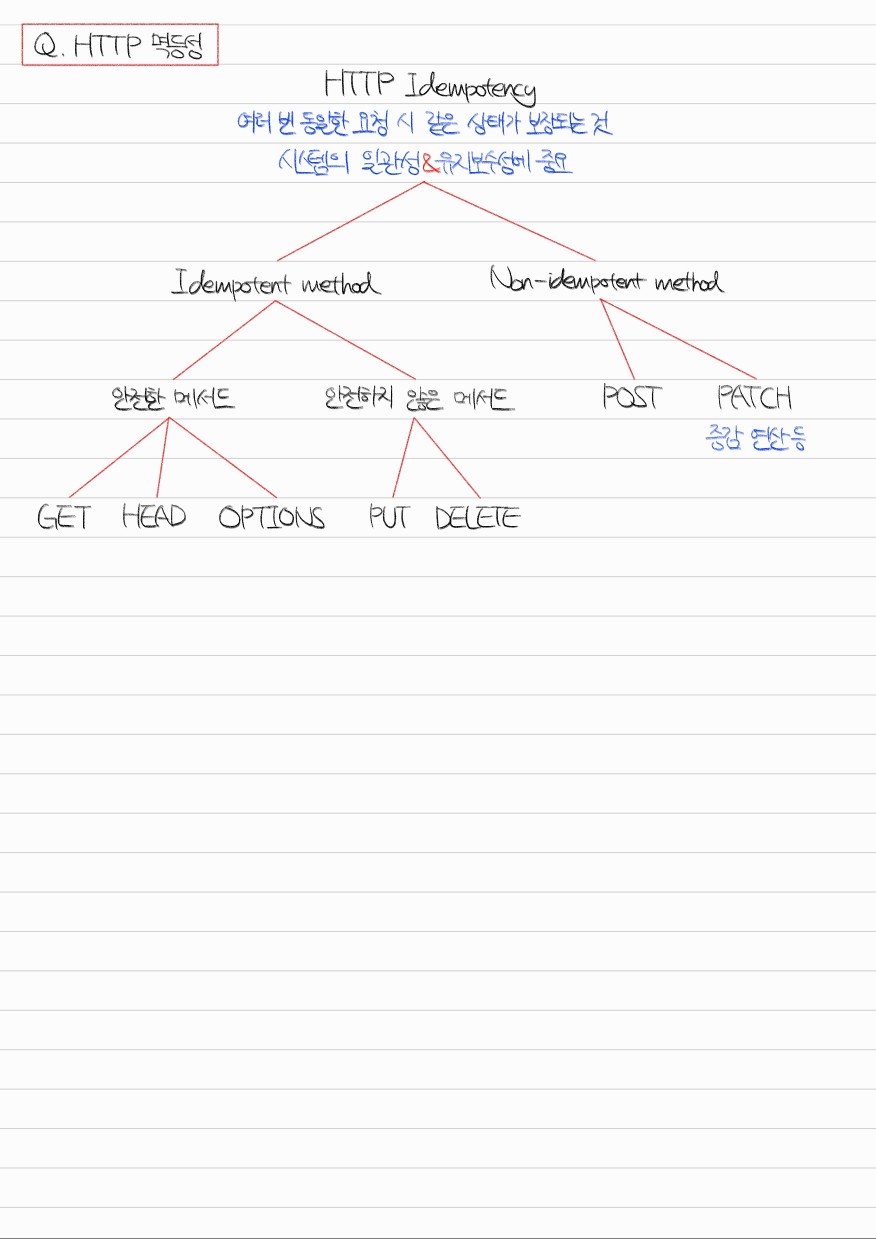 Q. HTTP 멱등성
HTTP Idempotency
여러 번 동일한 요청 시 같은 상태가 보장되는 것
시스템의 일관성&유지보수성에 중요
Idempotent method Non-idempotent method
안전한 메서드 안전하지 않은 메서드 POST PATCH
증감 연산 등
GET HEAD OPTIONS PUT DELETE